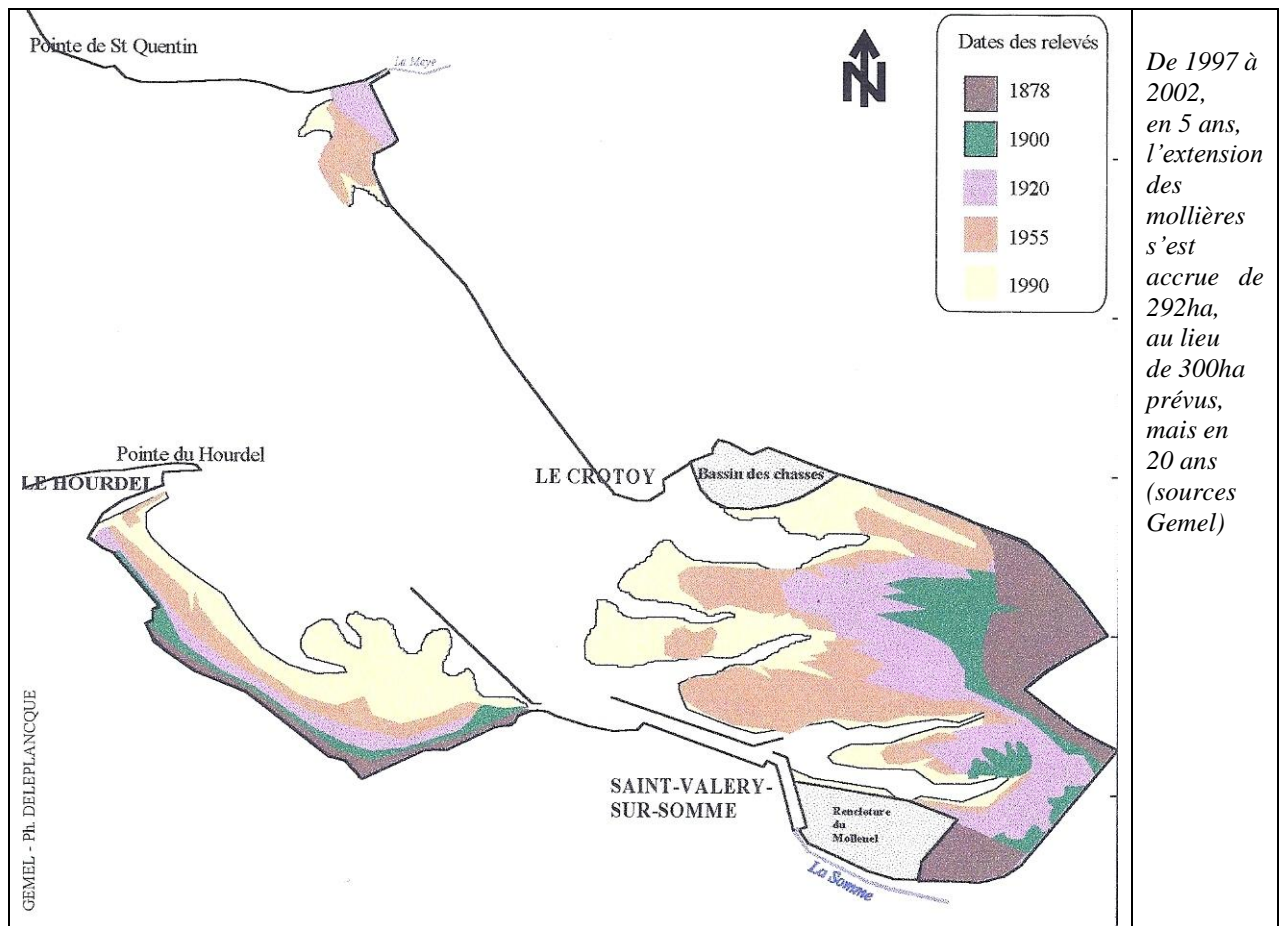 Pointe de St Quentin
La Maye
Dates des relevés
1878
1900
1920
1955
1990
N
Pointe du Hourdel
LE HOURDEL
LE CROTOY
Bassin des chasses
SAINT-VALERY-
SUR-SOMME
Rencloture
du
Mollenel
La Somme
GEMEL - Ph. DELEPLANCQUE
De 1997 à
2002,
en 5 ans,
l’extension
des
mollières
s’est
accrue de
292ha,
au lieu
de 300ha
prévus,
mais en
20 ans
(sources
Gemel)